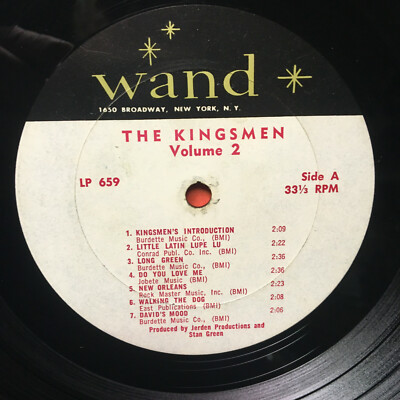 wand
1650 BROADWAY, NEW YORK, N. Y.
THE KINGSMEN
Volume 2
LP 659
Side A
33⅓ RPM
1. KINGSMEN'S INTRODUCTION 2:09
Burdette Music Co., (BMI)
2. LITTLE LATIN LUPE LU 2:22
Conrad Publ. Co. Inc. (BMI)
3. LONG GREEN 2:36
Burdette Music Co., (BMI)
4. DO YOU LOVE ME 2:36
Jobete Music (BMI)
5. NEW ORLEANS 2:23
Rock Master Music, Inc. (BMI)
6. WALKING THE DOG 2:08
East Publications (BMI)
7. DAVID'S MOOD 2:06
Burdette Music Co., (BMI)
Produced by Jerden Productions and
Stan Green